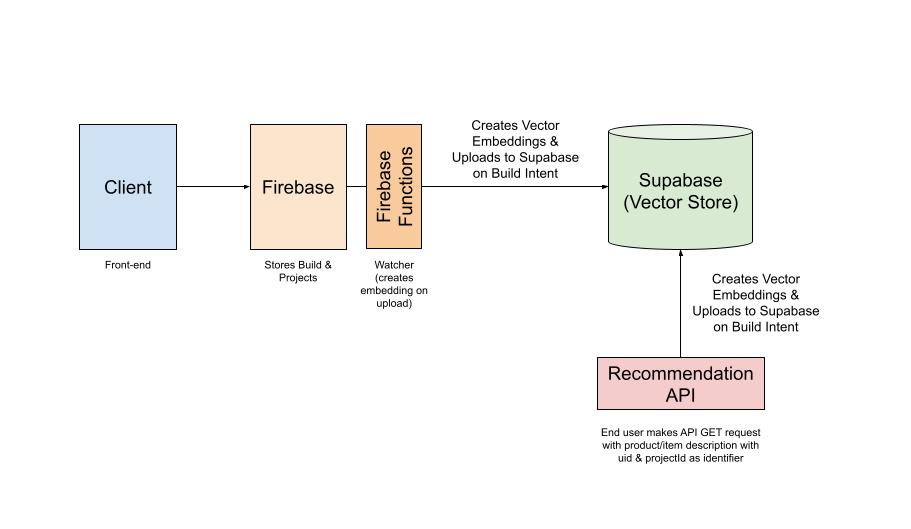 Client
Front-end
Firebase
Stores Build &
Projects
Firebase
Functions
Watcher
(creates
embedding on
upload)
Creates Vector
Embeddings &
Uploads to Supabase
on Build Intent
Supabase
(Vector Store)
Creates Vector
Embeddings &
Uploads to Supabase
on Build Intent
Recommendation
API
End user makes API GET request
with product/item description with
uid & projectId as identifier